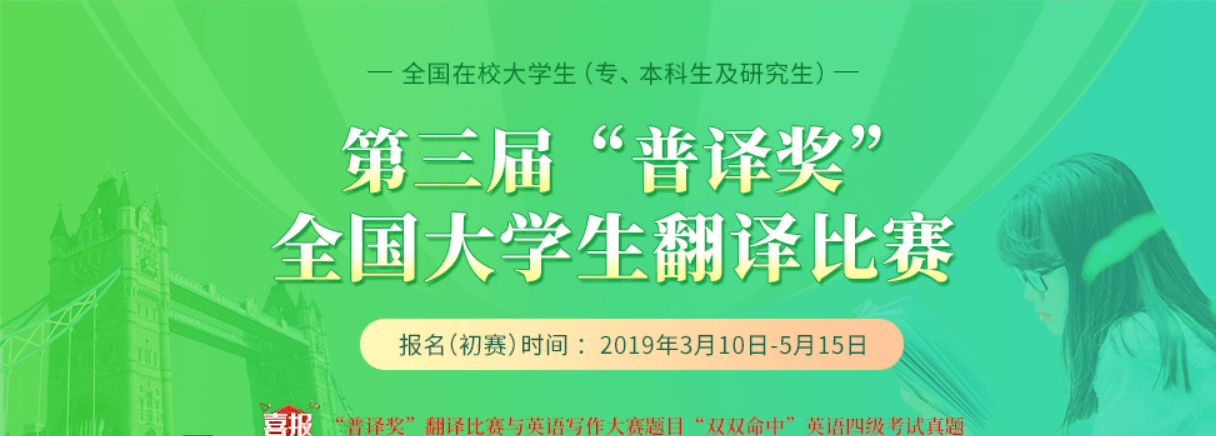 — 全国在校大学生（专、本科生及研究生）—
第三届“普译奖”
全国大学生翻译比赛
报名（初赛）时间：2019年3月10日-5月15日
喜报 “普译奖”翻译比赛与英语写作大赛题目“双双命中”英语四级考试真题